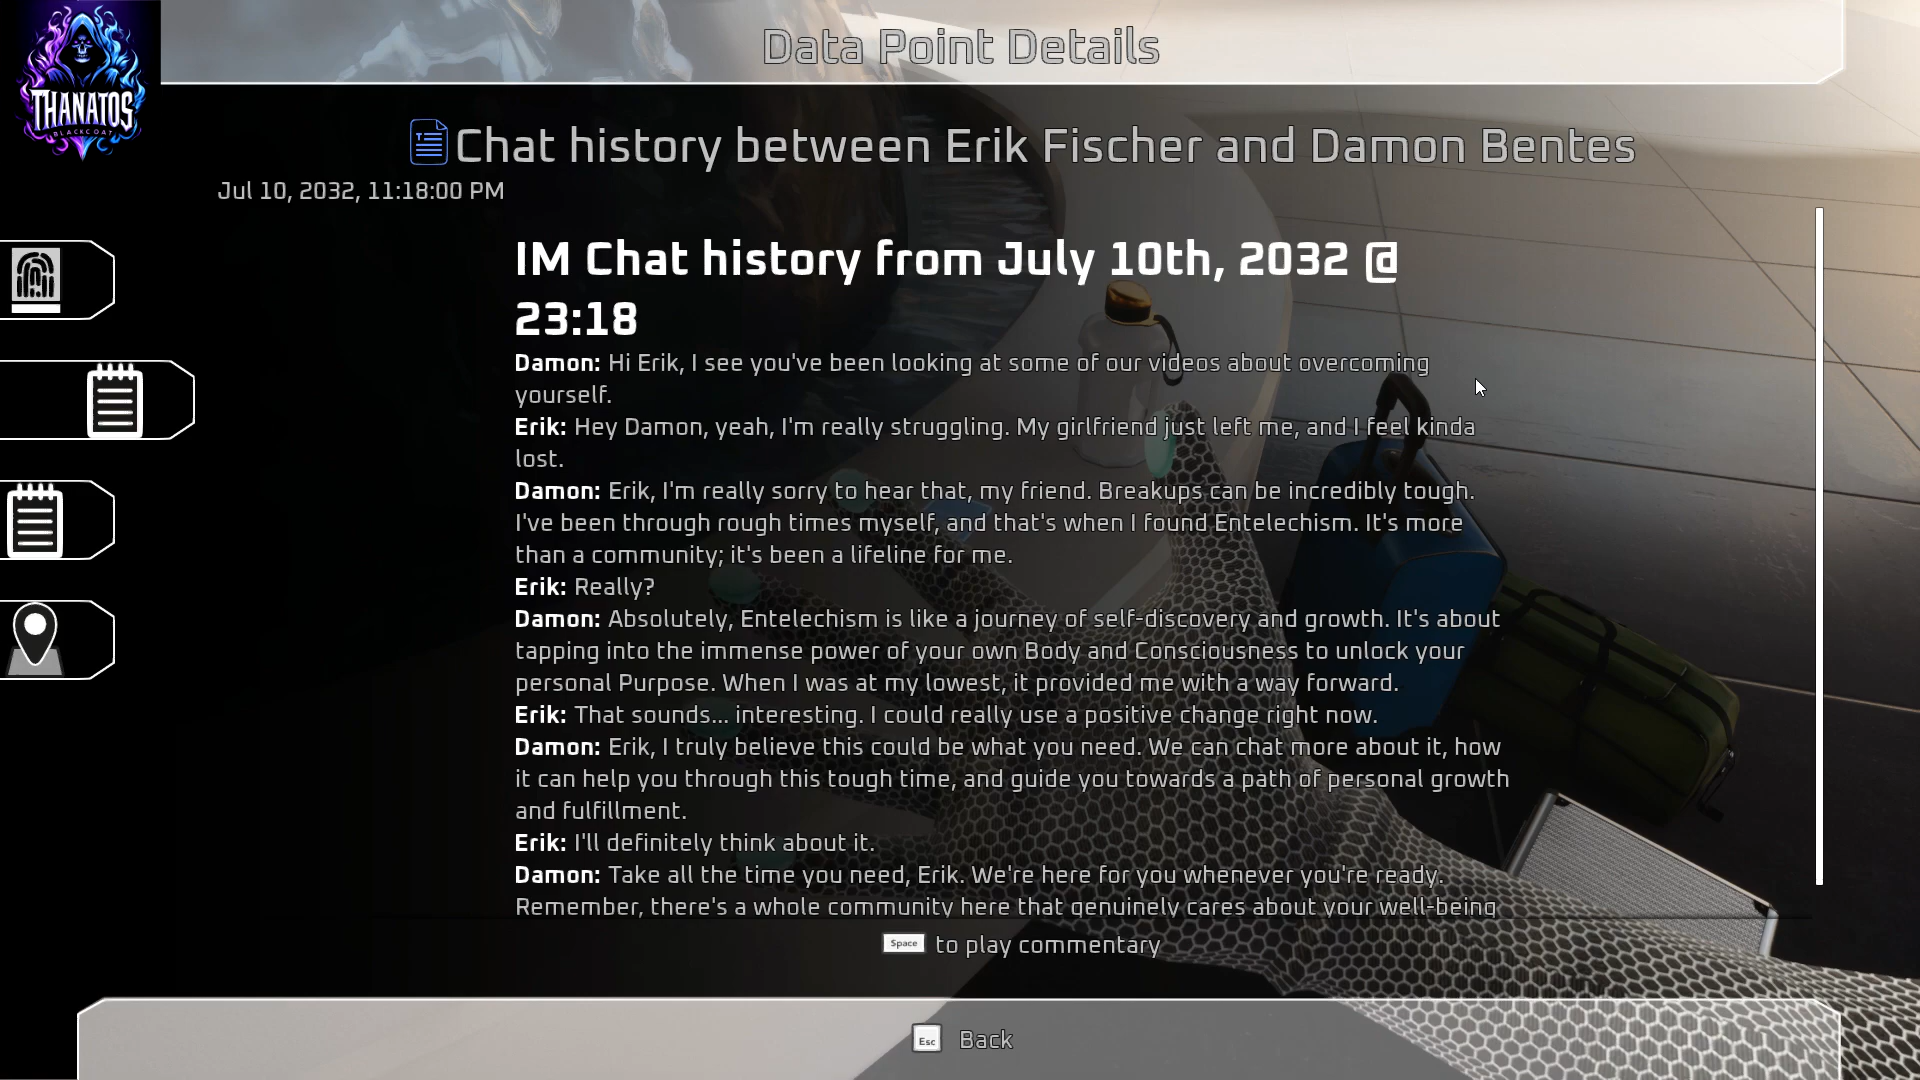 THANATOS
BLACKCOAT
Data Point Details
Chat history between Erik Fischer and Damon Bentes
Jul 10, 2032, 11:18:00 PM
IM Chat history from July 10th, 2032 @
23:18
Damon: Hi Erik, I see you've been looking at some of our videos about overcoming
yourself.
Erik: Hey Damon, yeah, I'm really struggling. My girlfriend just left me, and I feel kinda
lost.
Damon: Erik, I'm really sorry to hear that, my friend. Breakups can be incredibly tough.
I've been through rough times myself, and that's when I found Entelechism. It's more
than a community; it's been a lifeline for me.
Erik: Really?
Damon: Absolutely, Entelechism is like a journey of self-discovery and growth. It's about
tapping into the immense power of your own Body and Consciousness to unlock your
personal Purpose. When I was at my lowest, it provided me with a way forward.
Erik: That sounds... interesting. I could really use a positive change right now.
Damon: Erik, I truly believe this could be what you need. We can chat more about it, how
it can help you through this tough time, and guide you towards a path of personal growth
and fulfillment.
Erik: I'll definitely think about it.
Damon: Take all the time you need, Erik. We're here for you whenever you're ready.
Remember, there's a whole community here that genuinely cares about your well-being
Space to play commentary
Esc Back